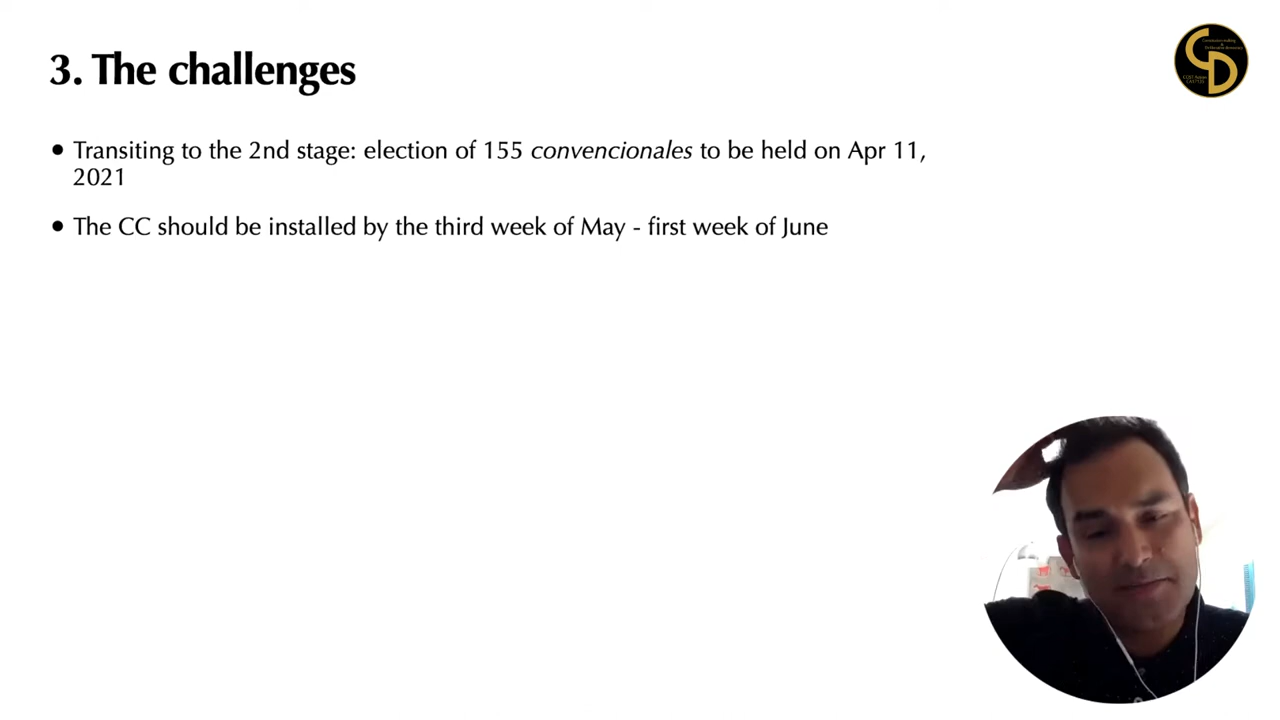 3. The challenges
• Transiting to the 2nd stage: election of 155 convencionales to be held on Apr 11,
2021
• The CC should be installed by the third week of May - first week of June
CD